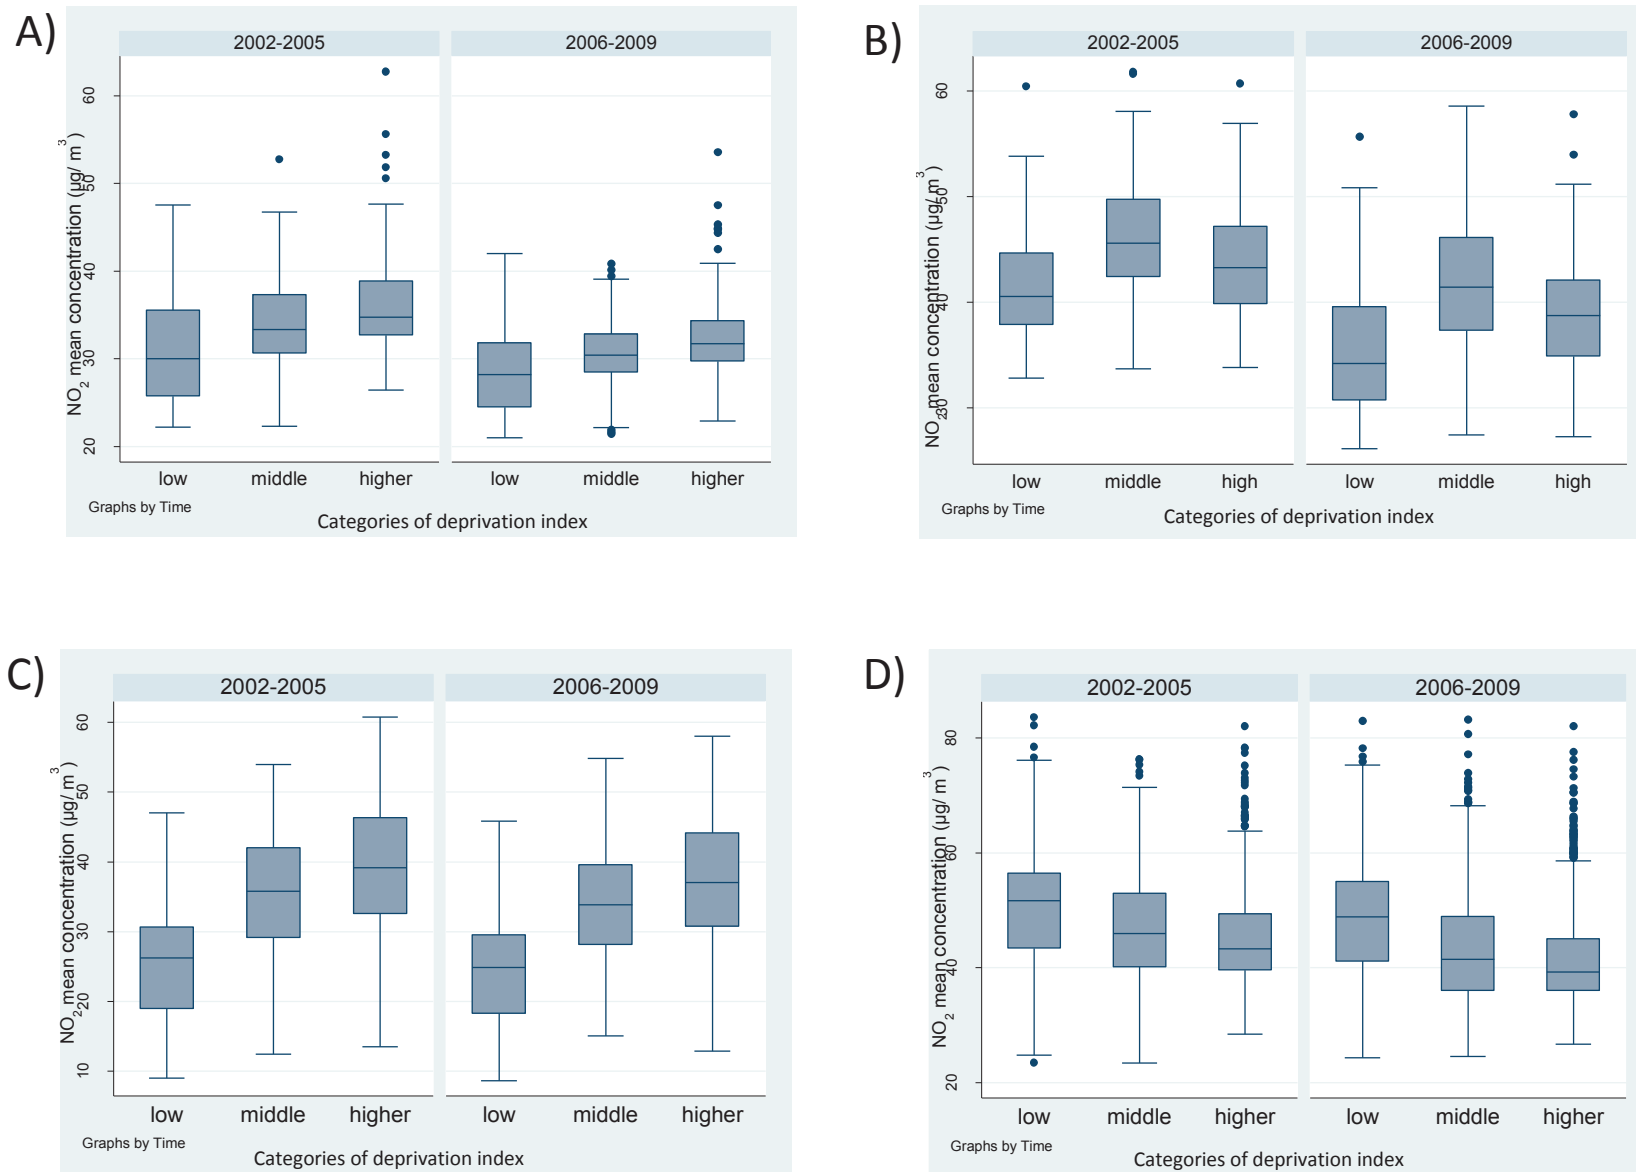 A)
2002-2005
2006-2009
NO2 mean concentration (µg/ m3)
60
50
40
30
20
low
middle
higher
low
middle
higher
Graphs by Time
Categories of deprivation index
B)
2002-2005
2006-2009
NO2 mean concentration (µg/ m3)
60
50
40
30
low
middle
high
low
middle
high
Graphs by Time
Categories of deprivation index
C)
2002-2005
2006-2009
NO2 mean concentration (µg/ m3)
60
50
40
30
20
10
low
middle
higher
low
middle
higher
Graphs by Time
Categories of deprivation index
D)
2002-2005
2006-2009
NO2 mean concentration (µg/ m3)
80
60
40
20
low
middle
higher
low
middle
higher
Graphs by Time
Categories of deprivation index